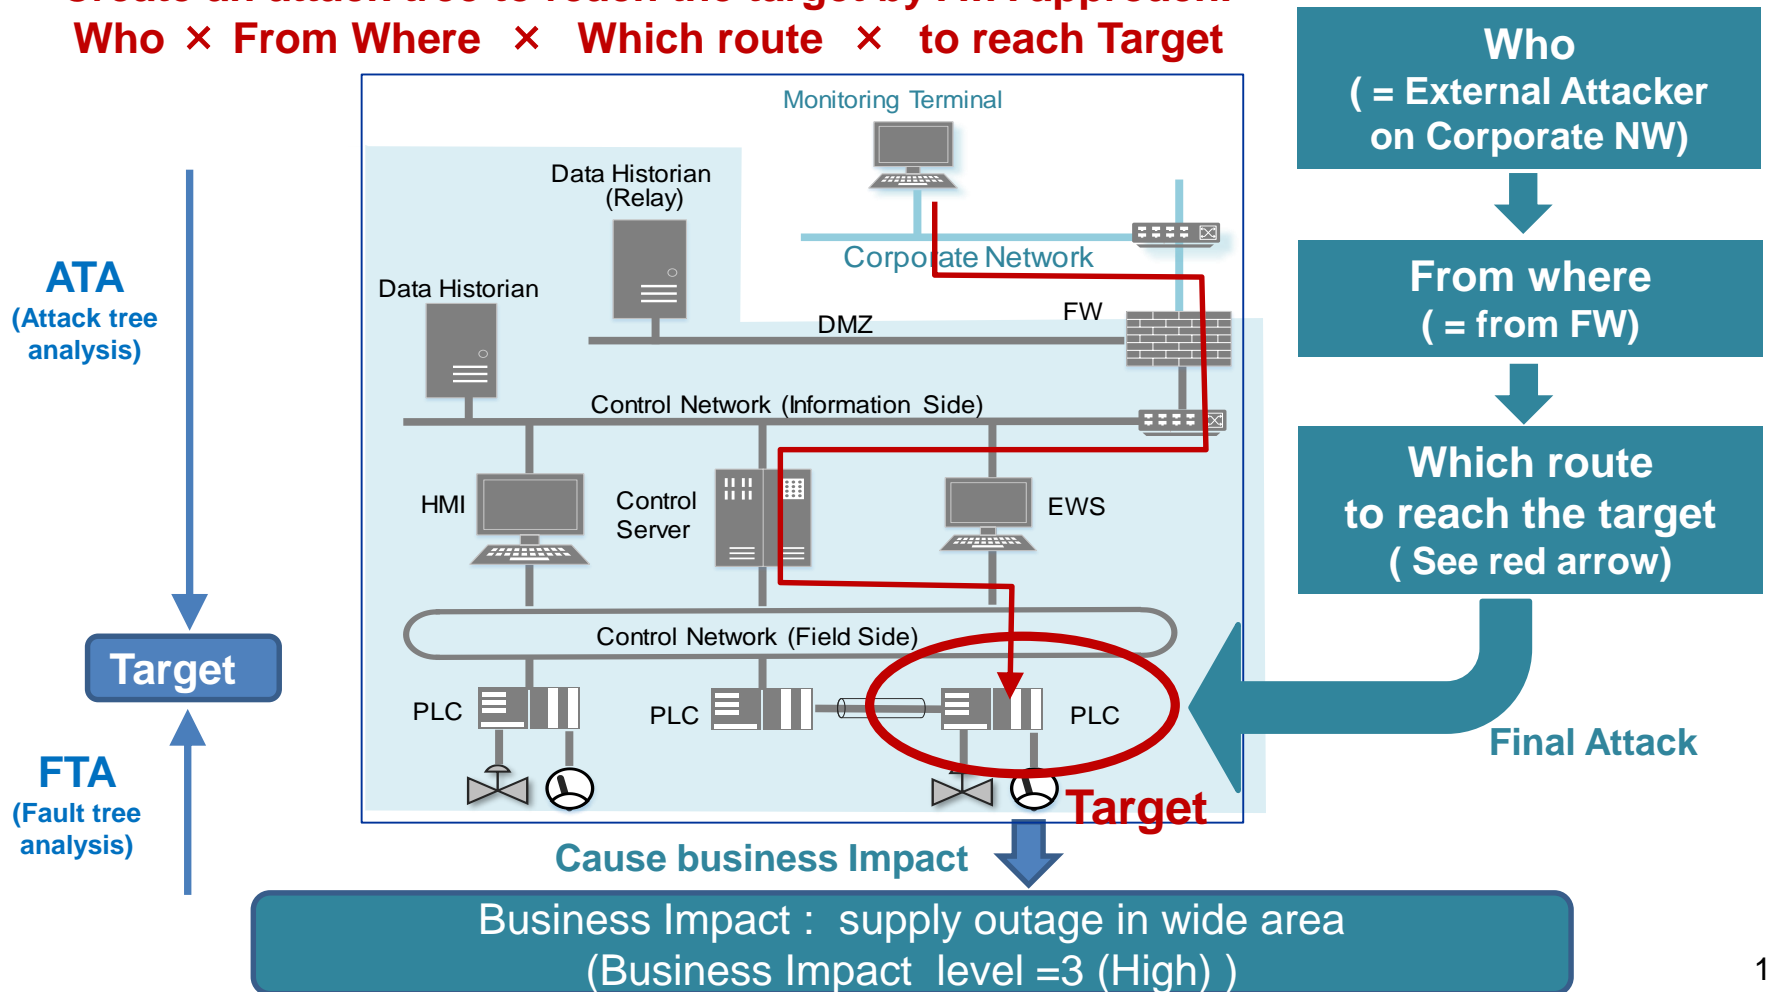 Who × From Where × Which route × to reach Target
Who
( = External Attacker
on Corporate NW)
Monitoring Terminal
Data Historian
(Relay)
Corporate Network
From where
( = from FW)
ATA
(Attack tree
analysis)
Data Historian
FW
DMZ
Control Network (Information Side)
Which route
to reach the target
( See red arrow)
HMI
Control
Server
EWS
Control Network (Field Side)
Target
PLC
PLC
PLC
Final Attack
FTA
(Fault tree
analysis)
Target
Cause business Impact
Business Impact : supply outage in wide area
(Business Impact level =3 (High) )
1